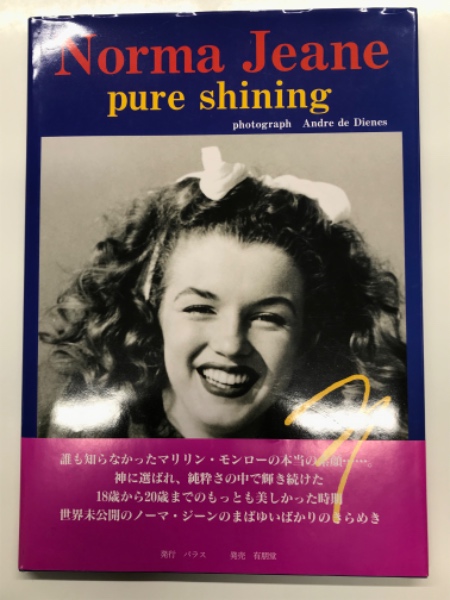 Norma Jeane
pure shining
photograph Andre de Dienes
誰も知らなかったマリリン・モンローの本当の素顔……。
神に選ばれ、純粋さの中で輝き続けた
18歳から20歳までのもっとも美しかった時期
世界未公開のノーマ・ジーンのまばゆいばかりのきらめき
発行 パラス 発売 有朋堂